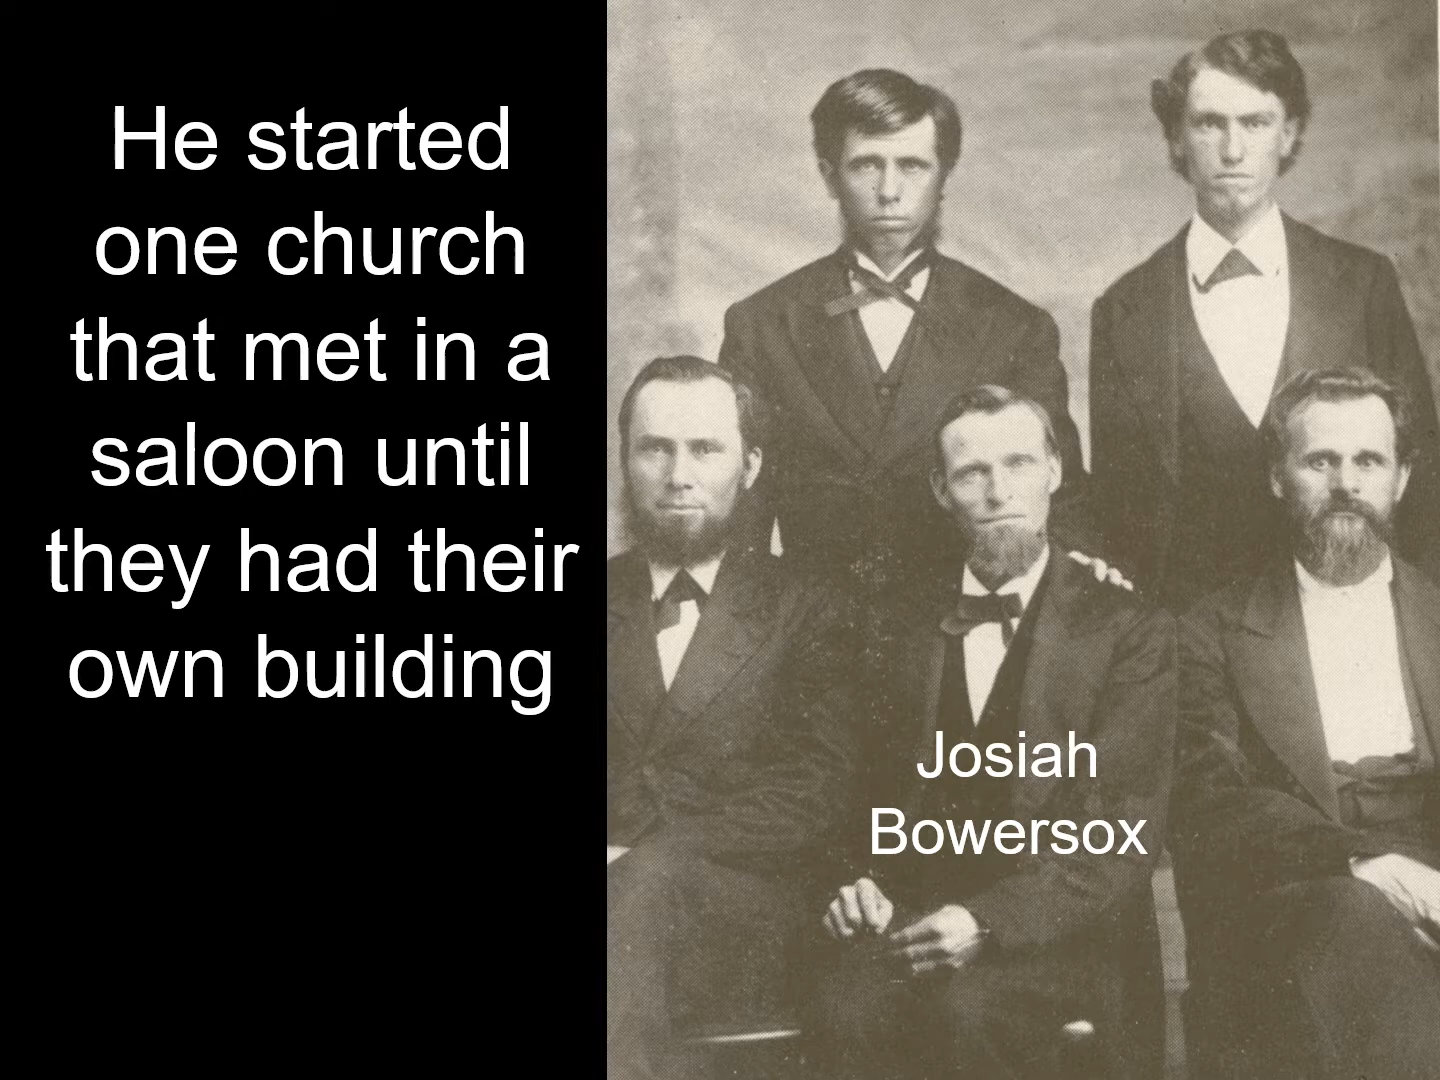 He started
one church
that met in a
saloon until
they had their
own building
Josiah
Bowersox